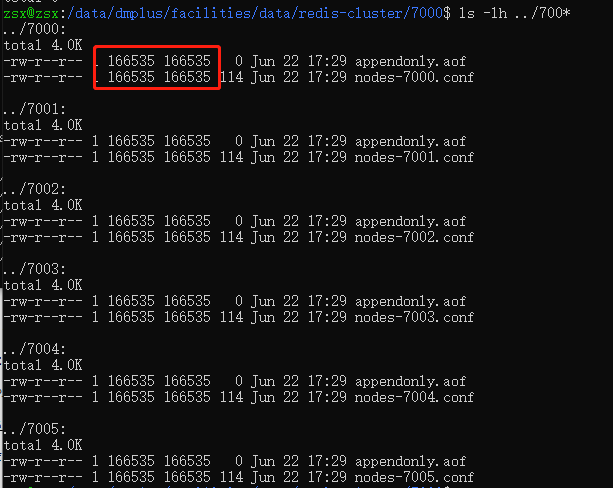 zsx@zsx:/data/dmplus/facilities/data/redis-cluster/7000$ ls -lh ../700*
../7000:
total 4.0K
-rw-r--r-- 1 166535 166535 0 Jun 22 17:29 appendonly.aof
-rw-r--r-- 1 166535 166535 114 Jun 22 17:29 nodes-7000.conf
../7001:
total 4.0K
-rw-r--r-- 1 166535 166535 0 Jun 22 17:29 appendonly.aof
-rw-r--r-- 1 166535 166535 114 Jun 22 17:29 nodes-7001.conf
../7002:
total 4.0K
-rw-r--r-- 1 166535 166535 0 Jun 22 17:29 appendonly.aof
-rw-r--r-- 1 166535 166535 114 Jun 22 17:29 nodes-7002.conf
../7003:
total 4.0K
-rw-r--r-- 1 166535 166535 0 Jun 22 17:29 appendonly.aof
-rw-r--r-- 1 166535 166535 114 Jun 22 17:29 nodes-7003.conf
../7004:
total 4.0K
-rw-r--r-- 1 166535 166535 0 Jun 22 17:29 appendonly.aof
-rw-r--r-- 1 166535 166535 114 Jun 22 17:29 nodes-7004.conf
../7005:
total 4.0K
-rw-r--r-- 1 166535 166535 0 Jun 22 17:29 appendonly.aof
-rw-r--r-- 1 166535 166535 114 Jun 22 17:29 nodes-7005.conf